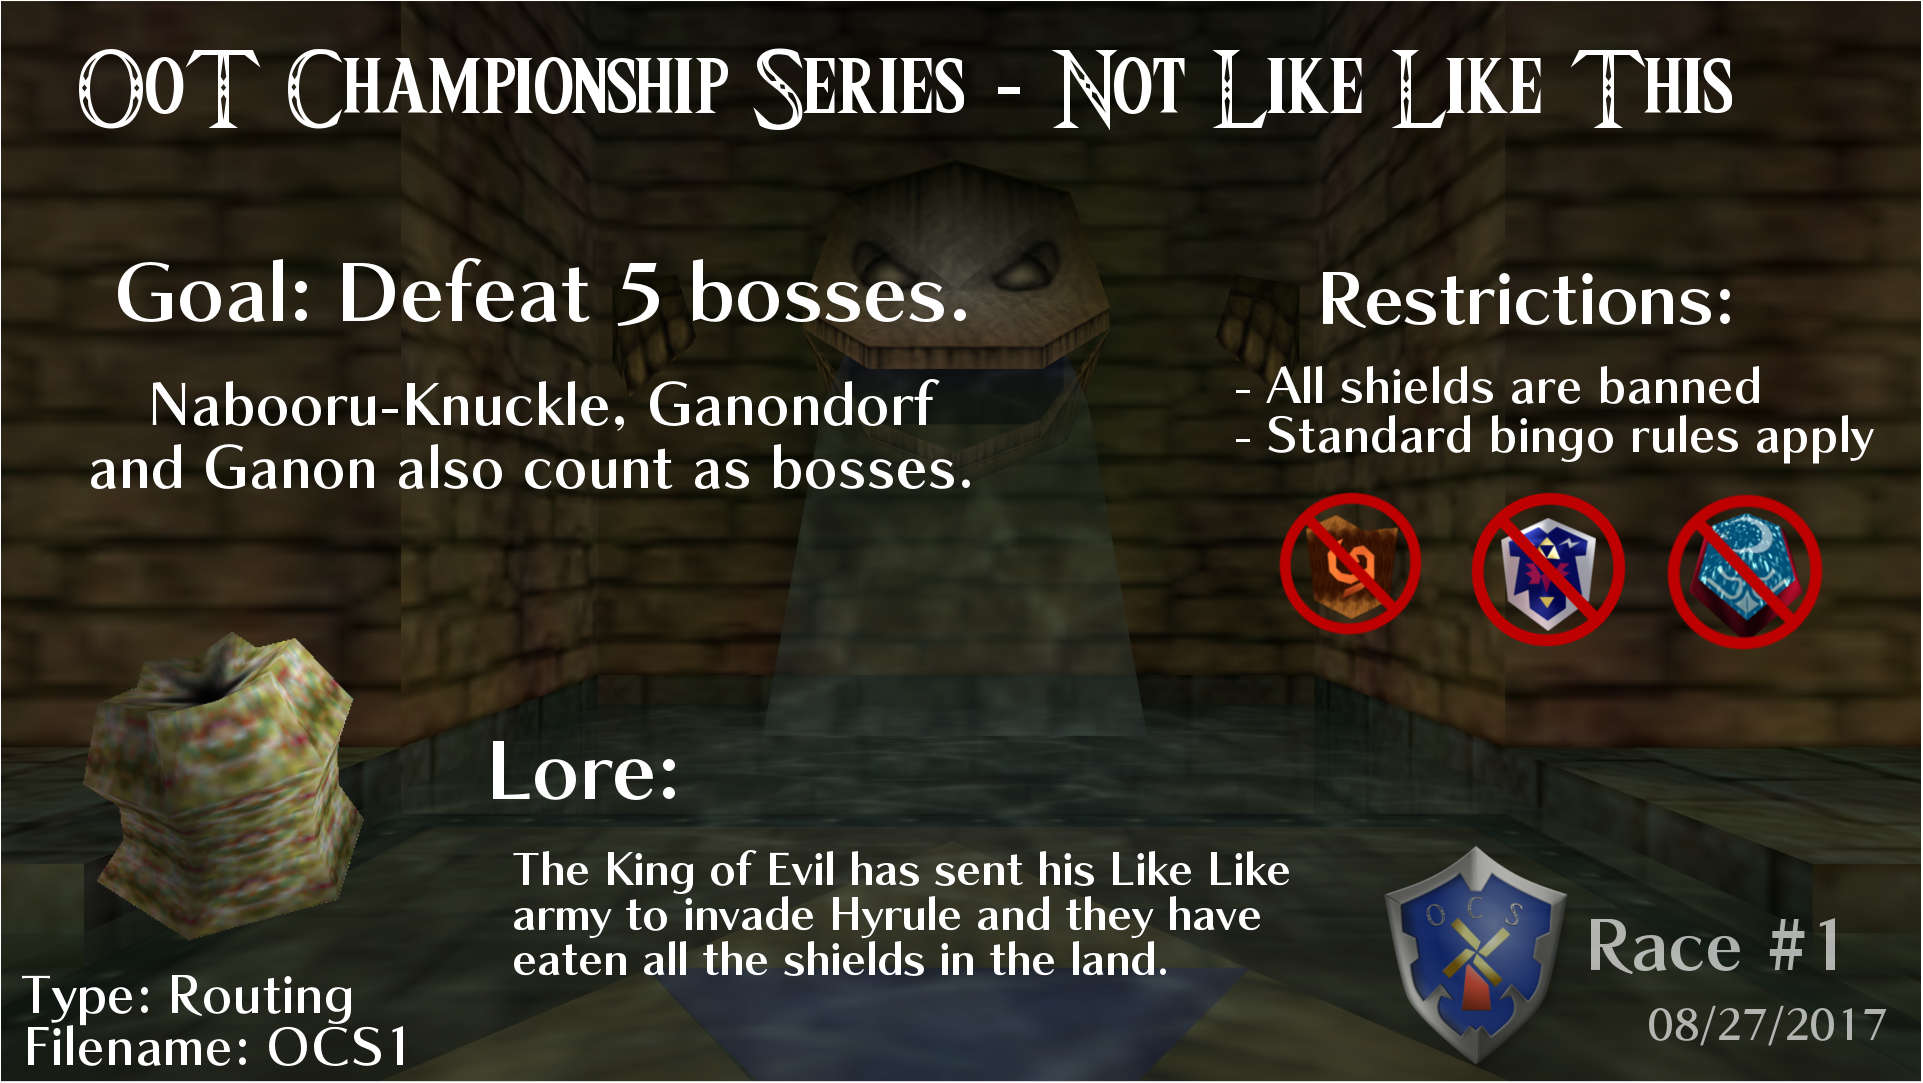 OoT Championship Series - Not Like Like This
Goal: Defeat 5 bosses.
Nabooru-Knuckle, Ganondorf
and Ganon also count as bosses.
Restrictions:
- All shields are banned
- Standard bingo rules apply
Lore:
The King of Evil has sent his Like Like
army to invade Hyrule and they have
eaten all the shields in the land.
Type: Routing
Filename: OCS1
OCS
Race #1
08/27/2017